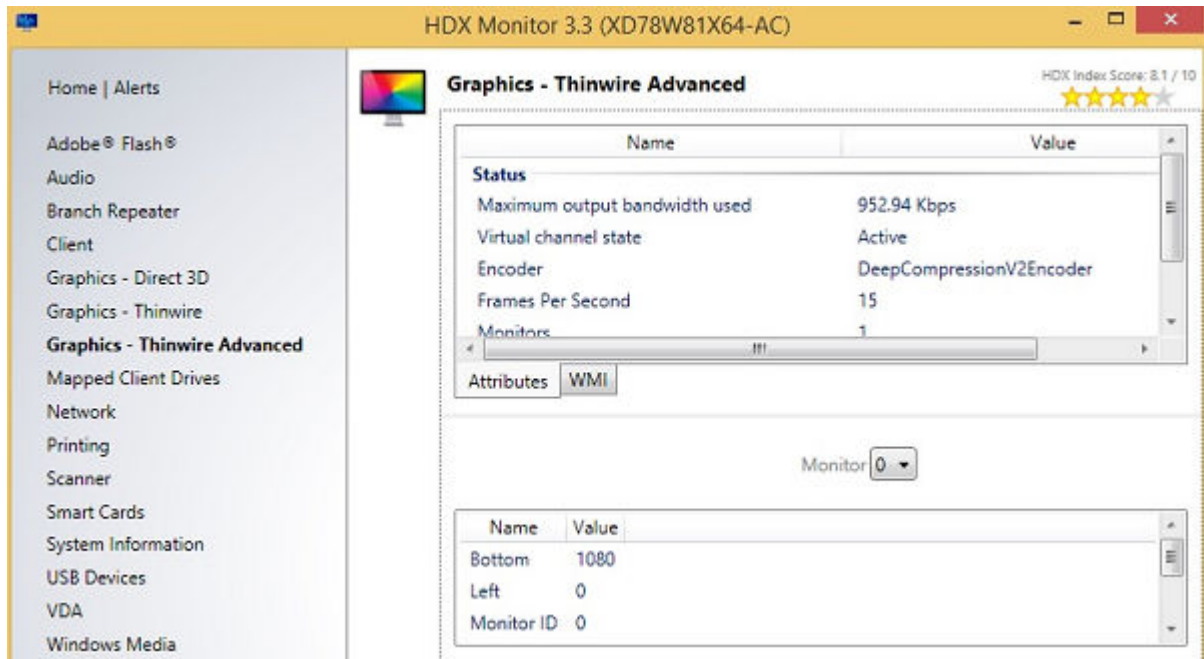 HDX Monitor 3.3 (XD78W81X64-AC)
Home | Alerts
Adobe® Flash®
Audio
Branch Repeater
Client
Graphics - Direct 3D
Graphics - Thinwire
Graphics - Thinwire Advanced
Mapped Client Drives
Network
Printing
Scanner
Smart Cards
System Information
USB Devices
VDA
Windows Media
Graphics - Thinwire Advanced
HDX Index Score: 8.1 / 10
Name Value
Status
Maximum output bandwidth used 952.94 Kbps
Virtual channel state Active
Encoder DeepCompressionV2Encoder
Frames Per Second 15
Monitors 1
Attributes WMI
Monitor 0
Name Value
Bottom 1080
Left 0
Monitor ID 0